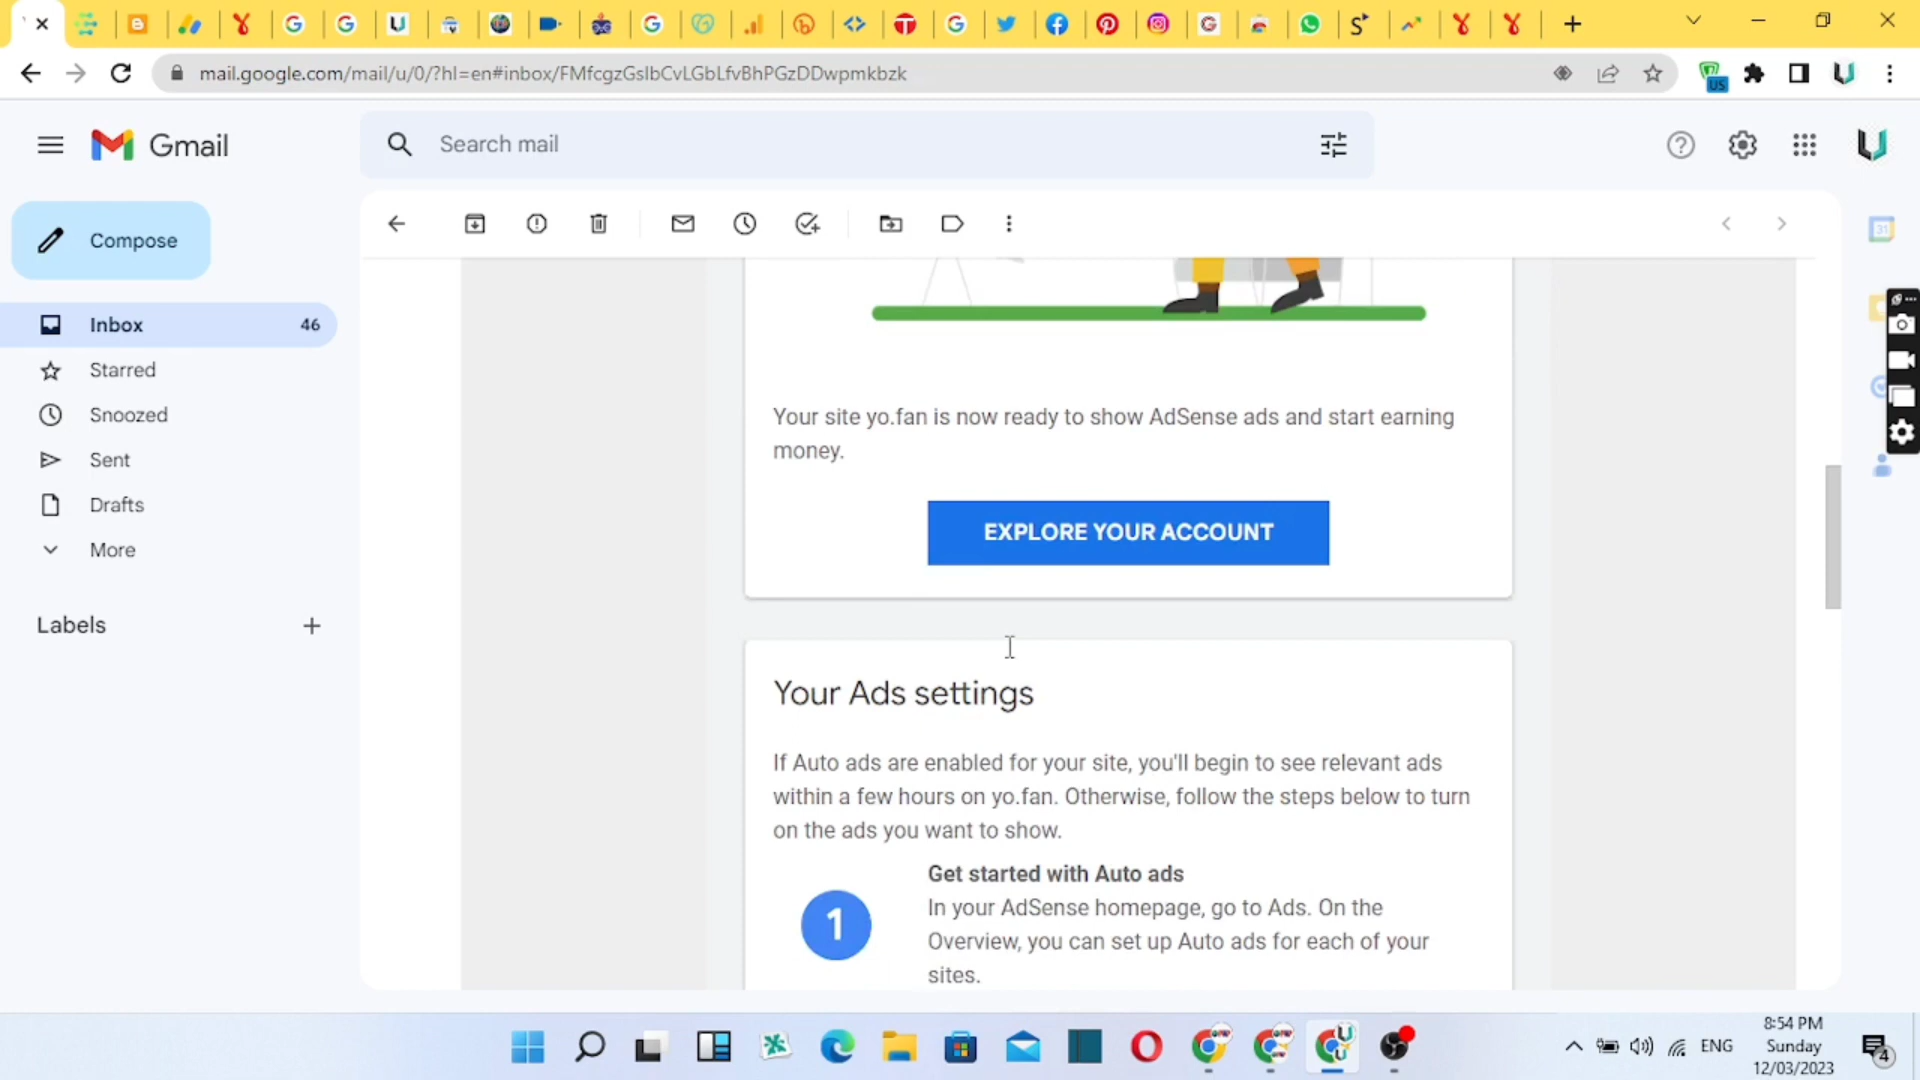 mail.google.com/mail/u/0/?hl=en#inbox/FMfcgzGslbCvLGbLfvBhPGzDDwpmkbzk
US
Gmail
Search mail
Compose
Inbox 46
Starred
Snoozed
Sent
Drafts
More
Labels
31
Your site yo.fan is now ready to show AdSense ads and start earning
money.
EXPLORE YOUR ACCOUNT
Your Ads settings
If Auto ads are enabled for your site, you'll begin to see relevant ads
within a few hours on yo.fan. Otherwise, follow the steps below to turn
on the ads you want to show.
1
Get started with Auto ads
In your AdSense homepage, go to Ads. On the
Overview, you can set up Auto ads for each of your
sites.
ENG
8:54 PM
Sunday
12/03/2023
4